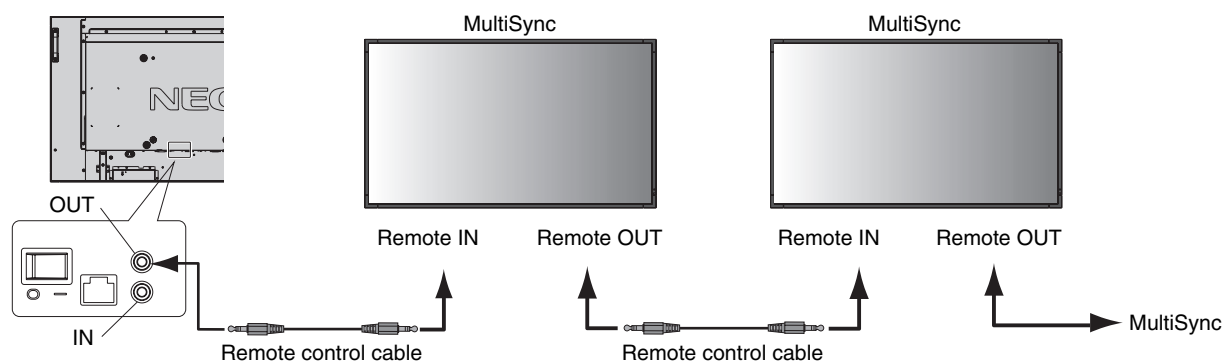 MultiSync
MultiSync
NEC
OUT
Remote IN
Remote OUT
Remote IN
Remote OUT
IN
Remote control cable
Remote control cable
MultiSync